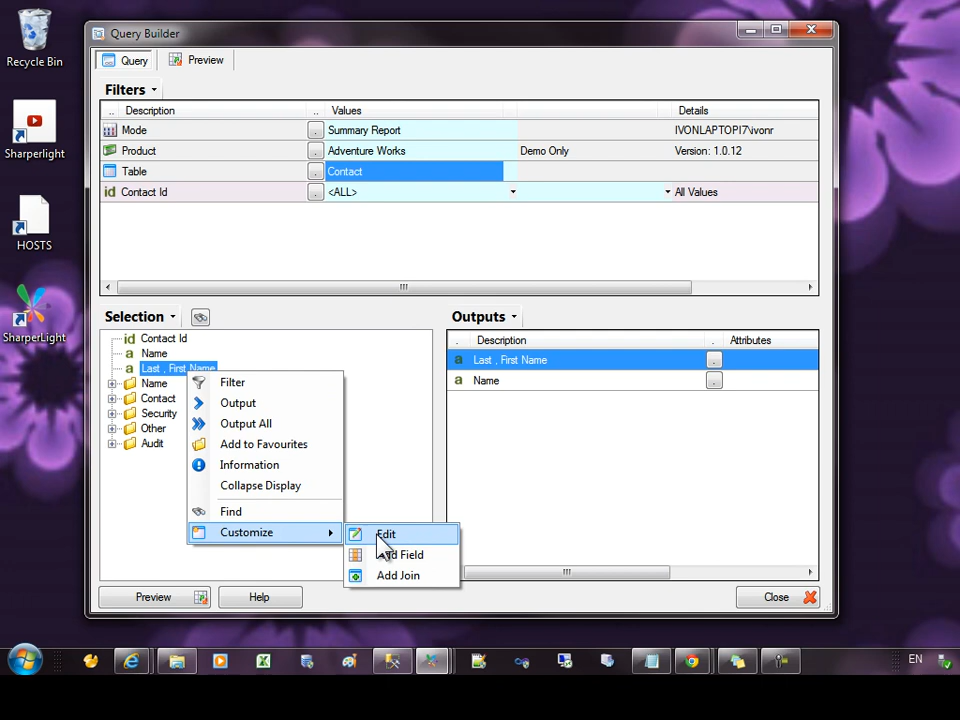 Recycle Bin
Sharperlight
HOSTS
SharperLight
Query Builder
Query
Preview
Filters
.. Description .. Values Details
Mode . Summary Report IVONLAPTOPI7\ivonr
Product . Adventure Works Demo Only Version: 1.0.12
Table . Contact
id Contact Id . <ALL> All Values
Selection
id Contact Id
a Name
a Last , First Name
Name
Contact
Security
Other
Audit
Filter
Output
Output All
Add to Favourites
Information
Collapse Display
Find
Customize
Edit
Add Field
Add Join
Outputs
. Description . Attributes
a Last , First Name .
a Name .
Preview
Help
Close
EN